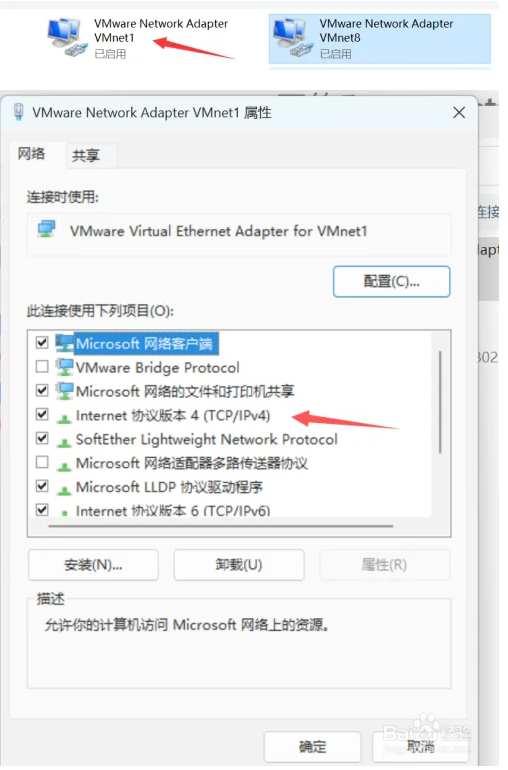 VMware Network Adapter
VMnet1
已启用
VMware Network Adapter
VMnet8
已启用
VMware Network Adapter VMnet1 属性
网络
共享
连接时使用:
连接
VMware Virtual Ethernet Adapter for VMnet1
配置(C)...
此连接使用下列项目(O):
Microsoft 网络客户端
VMware Bridge Protocol
802
Microsoft 网络的文件和打印机共享
Internet 协议版本 4 (TCP/IPv4)
SoftEther Lightweight Network Protocol
Microsoft 网络适配器多路传送器协议
Microsoft LLDP 协议驱动程序
Internet 协议版本 6 (TCP/IPv6)
安装(N)...
卸载(U)
属性(R)
描述
允许你的计算机访问 Microsoft 网络上的资源。
Baidu 经验
确定
取消